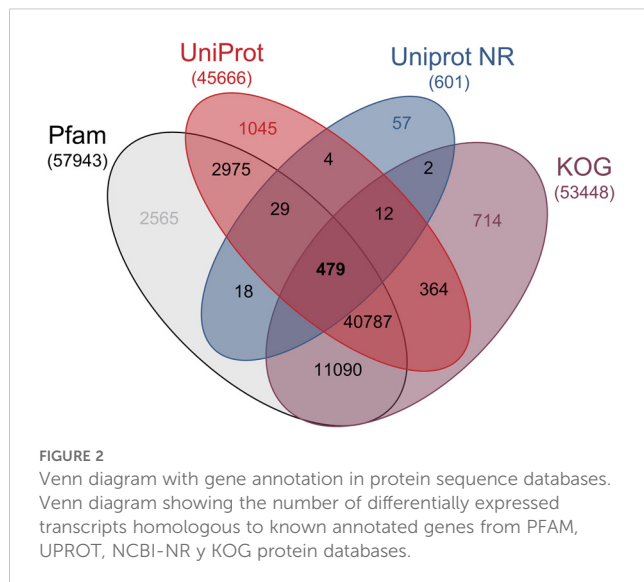 UniProt
(45666)
Uniprot NR
(601)
Pfam
(57943)
KOG
(53448)
1045
57
2975
4
2
2565
29
12
714
479
18
364
40787
11090
FIGURE 2
Venn diagram with gene annotation in protein sequence databases.
Venn diagram showing the number of differentially expressed
transcripts homologous to known annotated genes from PFAM,
UPROT, NCBI-NR y KOG protein databases.